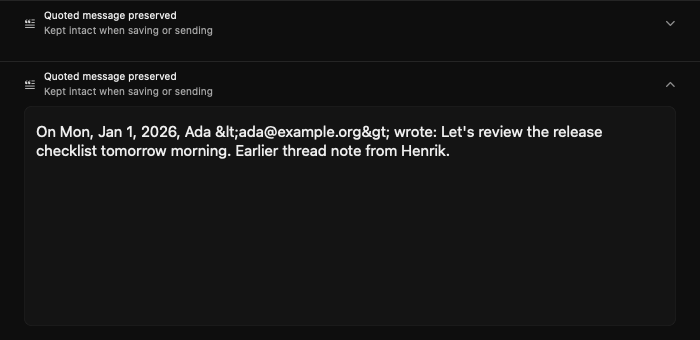 Quoted message preserved
Kept intact when saving or sending
Quoted message preserved
Kept intact when saving or sending
On Mon, Jan 1, 2026, Ada &lt;ada@example.org&gt; wrote: Let's review the release
checklist tomorrow morning. Earlier thread note from Henrik.